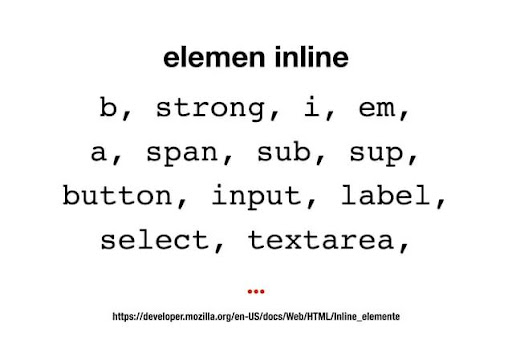 elemen inline
b, strong, i, em,
a, span, sub, sup,
button, input, label,
select, textarea,
...
https://developer.mozilla.org/en-US/docs/Web/HTML/Inline_elemente